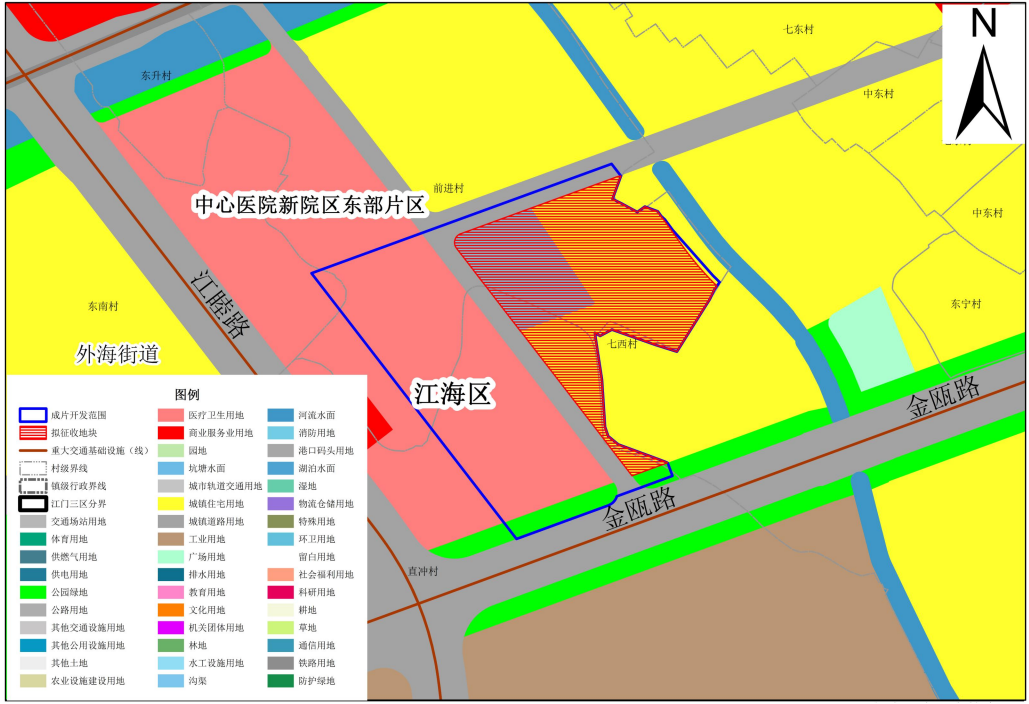 N
七东村
东升村
中东村
前进村
中心医院新院区东部片区
中东村
东南村
江睦路
东宁村
七西村
外海街道
江海区
金瓯路
金瓯路
直冲村
图例
成片开发范围
拟征收地块
重大交通基础设施（线）
村级界线
镇级行政界线
江门三区分界
交通场站用地
体育用地
供燃气用地
供电用地
公园绿地
公路用地
其他交通设施用地
其他公用设施用地
其他土地
农业设施建设用地
医疗卫生用地
商业服务业用地
园地
坑塘水面
城市轨道交通用地
城镇住宅用地
城镇道路用地
工业用地
广场用地
排水用地
教育用地
文化用地
机关团体用地
林地
水工设施用地
沟渠
河流水面
消防用地
港口码头用地
湖泊水面
湿地
物流仓储用地
特殊用地
环卫用地
留白用地
社会福利用地
科研用地
耕地
草地
通信用地
铁路用地
防护绿地